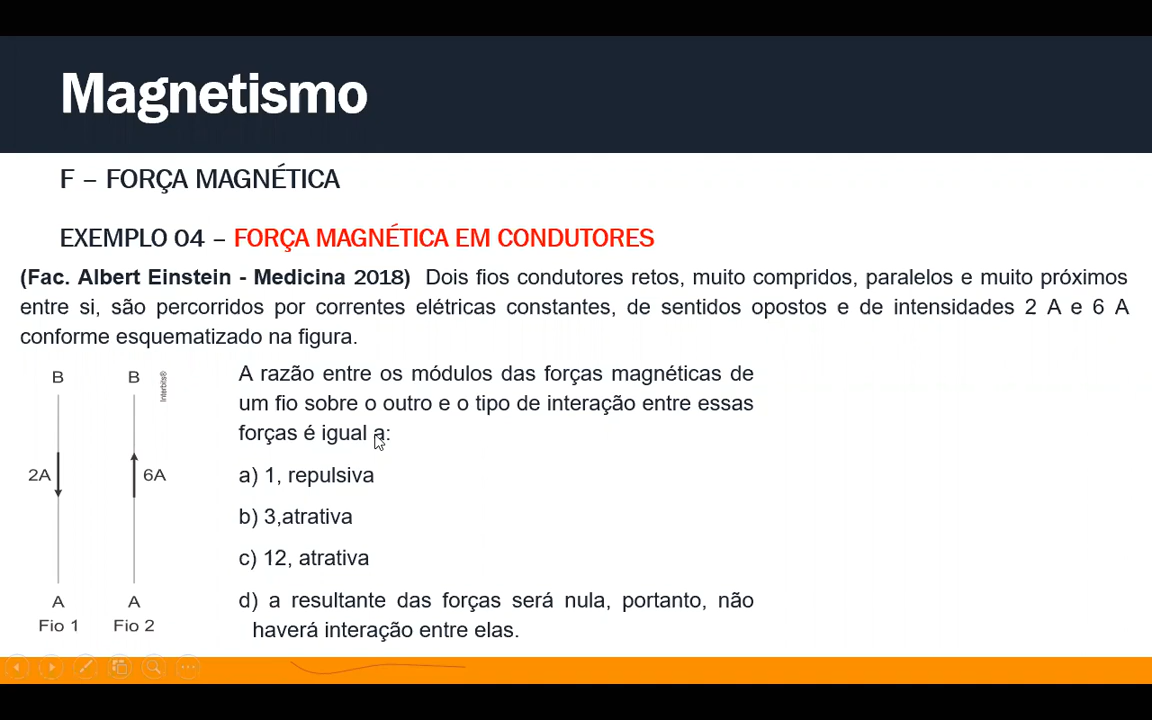 Magnetismo
F – FORÇA MAGNÉTICA
EXEMPLO 04 – FORÇA MAGNÉTICA EM CONDUTORES
(Fac. Albert Einstein - Medicina 2018) Dois fios condutores retos, muito compridos, paralelos e muito próximos
entre si, são percorridos por correntes elétricas constantes, de sentidos opostos e de intensidades 2 A e 6 A
conforme esquematizado na figura.
B B Interbits®
2A 6A
A A
Fio 1 Fio 2
A razão entre os módulos das forças magnéticas de
um fio sobre o outro e o tipo de interação entre essas
forças é igual a:
a) 1, repulsiva
b) 3,atrativa
c) 12, atrativa
d) a resultante das forças será nula, portanto, não
haverá interação entre elas.